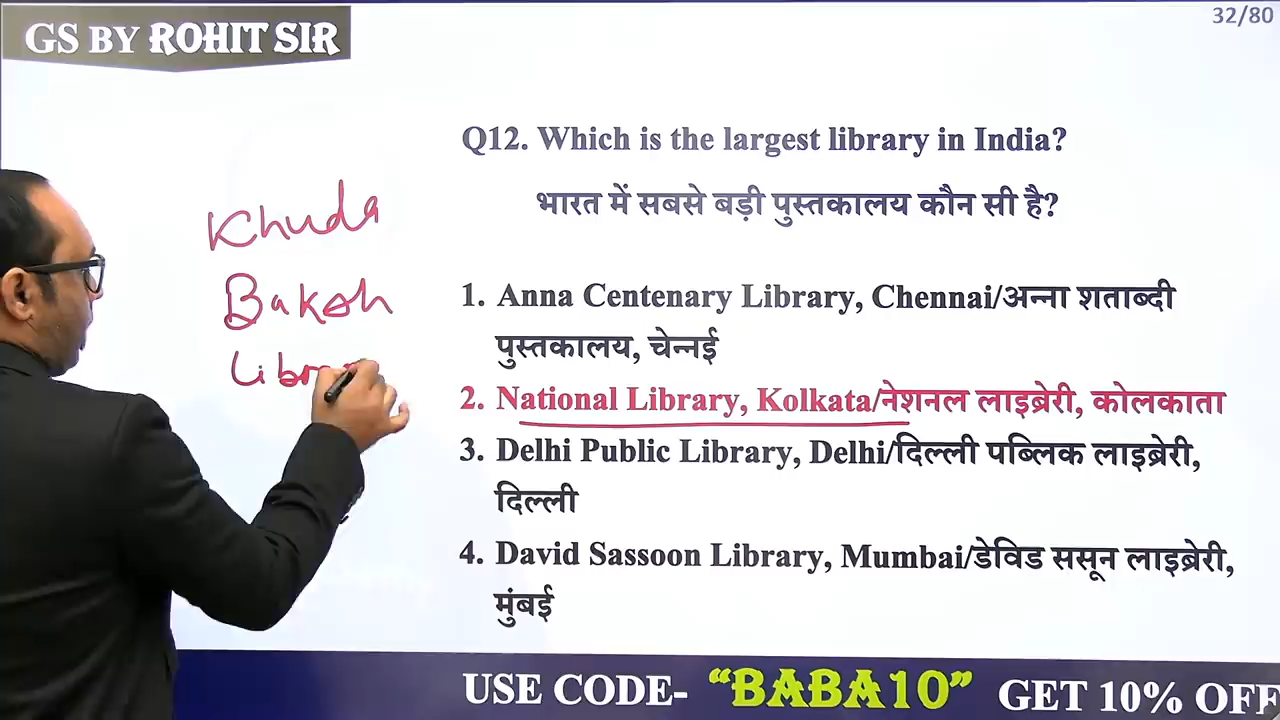 GS BY ROHIT SIR
32/80
Q12. Which is the largest library in India?
भारत में सबसे बड़ी पुस्तकालय कौन सी है?
Khuda
Baksh
1. Anna Centenary Library, Chennai/अन्ना शताब्दी
पुस्तकालय, चेन्नई
2. National Library, Kolkata/नेशनल लाइब्रेरी, कोलकाता
3. Delhi Public Library, Delhi/दिल्ली पब्लिक लाइब्रेरी,
दिल्ली
4. David Sassoon Library, Mumbai/डेविड ससून लाइब्रेरी,
मुंबई
USE CODE- “BABA10” GET 10% OFF